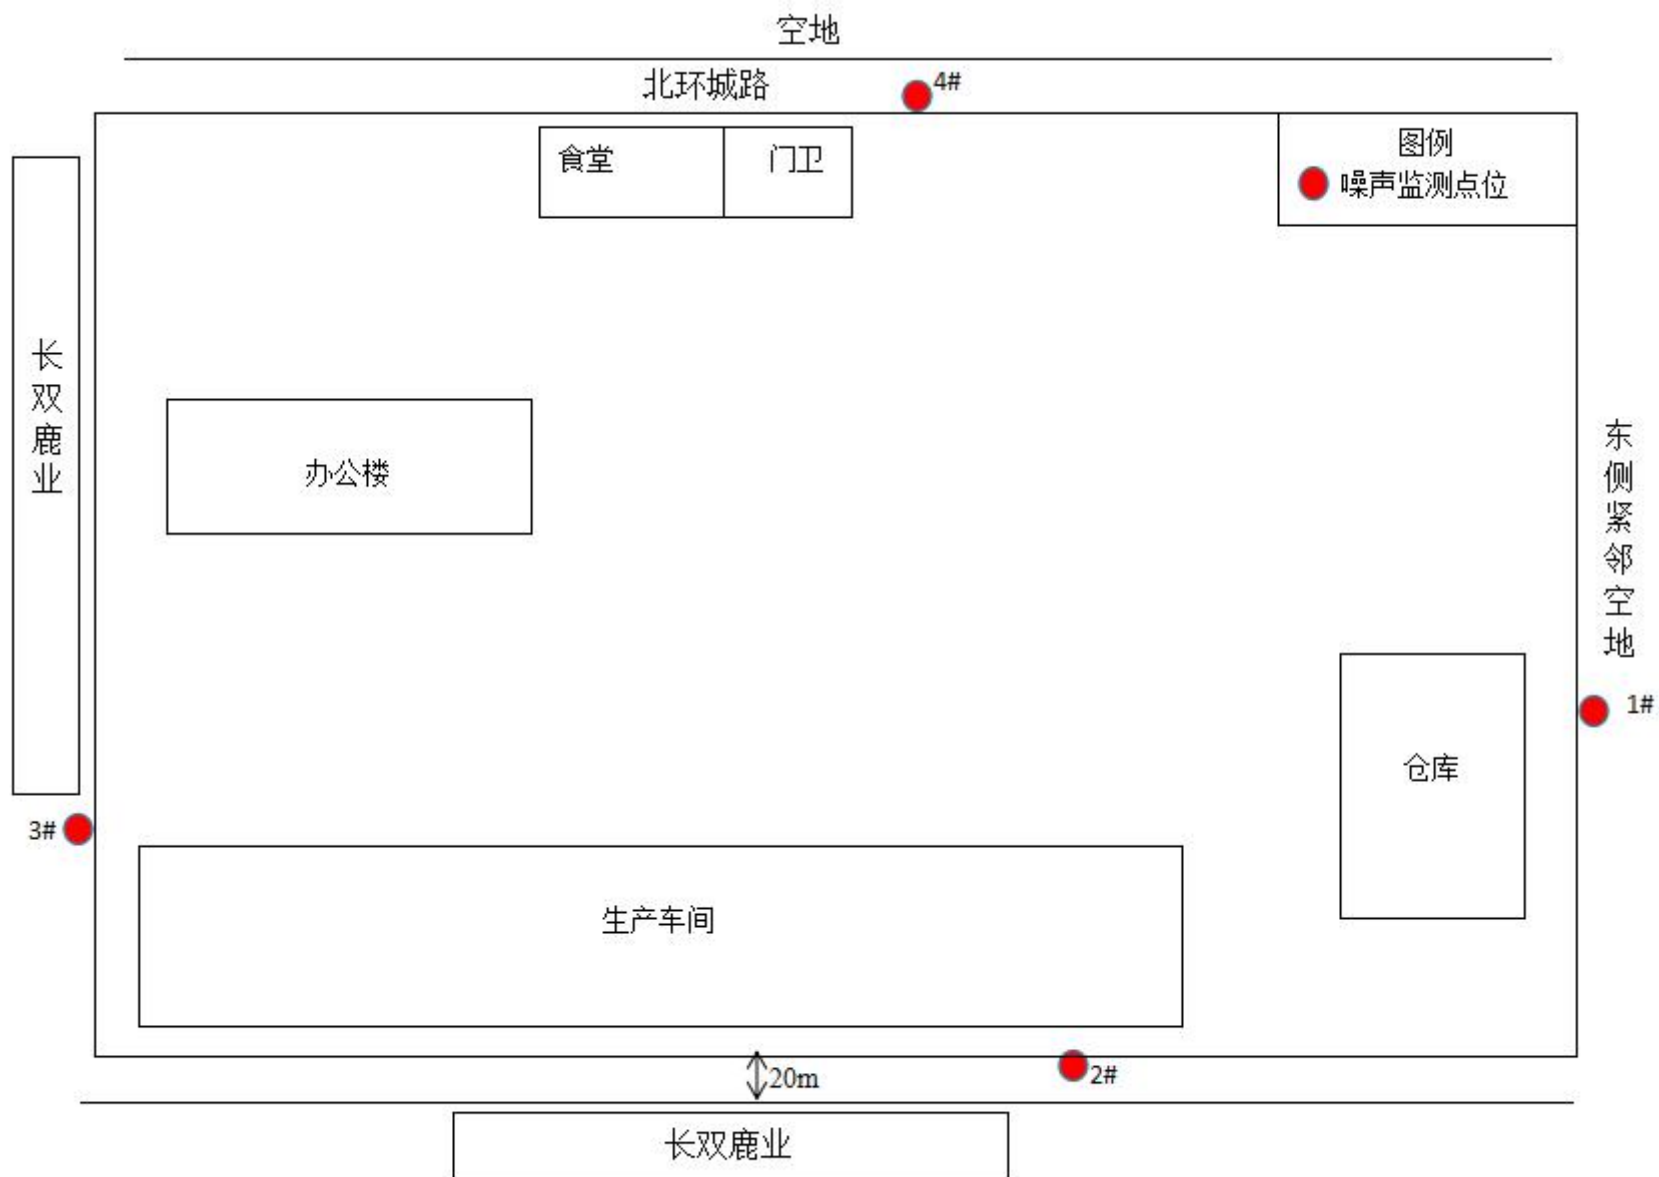 空地
北环城路
4#
食堂
门卫
图例
噪声监测点位
长双鹿业
办公楼
东侧紧邻空地
1#
仓库
3#
生产车间
20m
2#
长双鹿业